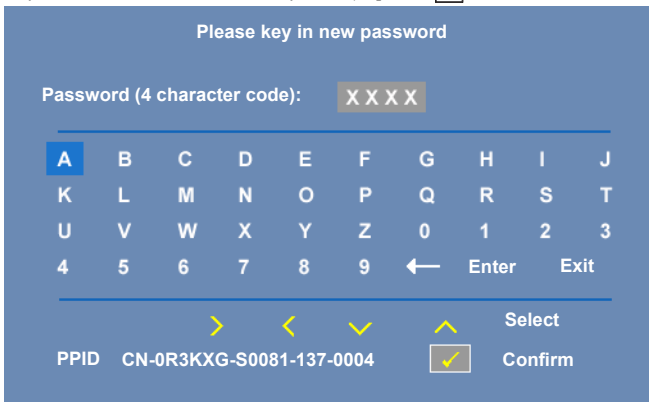 Please key in new password
Password (4 character code): X X X X
A B C D E F G H I J
K L M N O P Q R S T
U V W X Y Z 0 1 2 3
4 5 6 7 8 9 ← Enter Exit
Select
PPID CN-0R3KXG-S0081-137-0004 ✓ Confirm